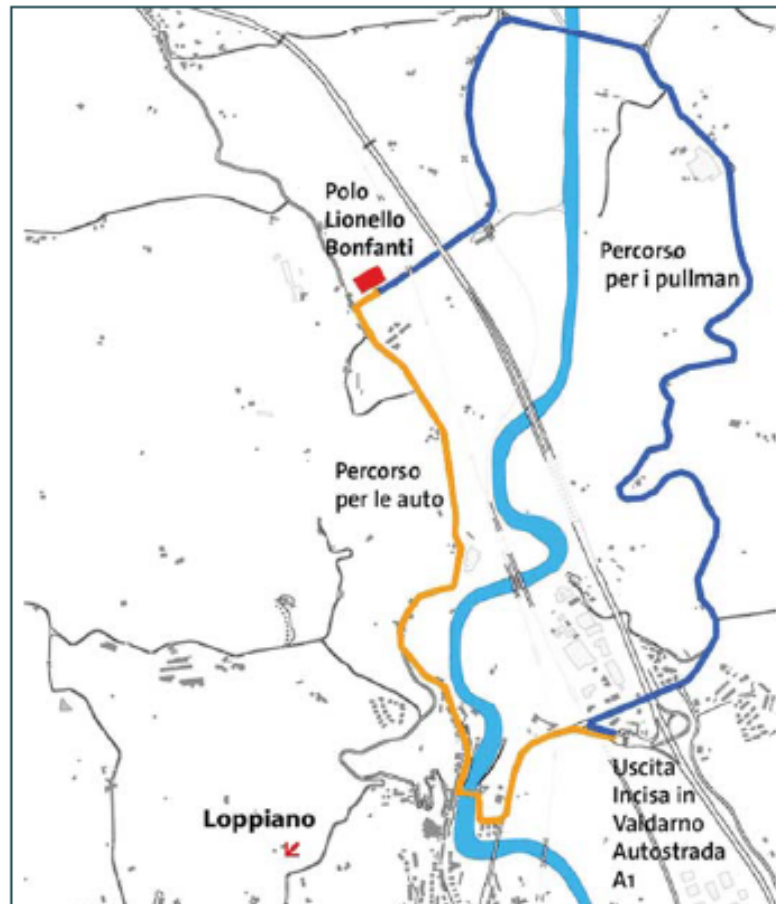 Polo
Lionello
Bonfanti
Percorso
per i pullman
Percorso
per le auto
Loppiano
Uscita
Incisa in
Valdarno
Autostrada
A1